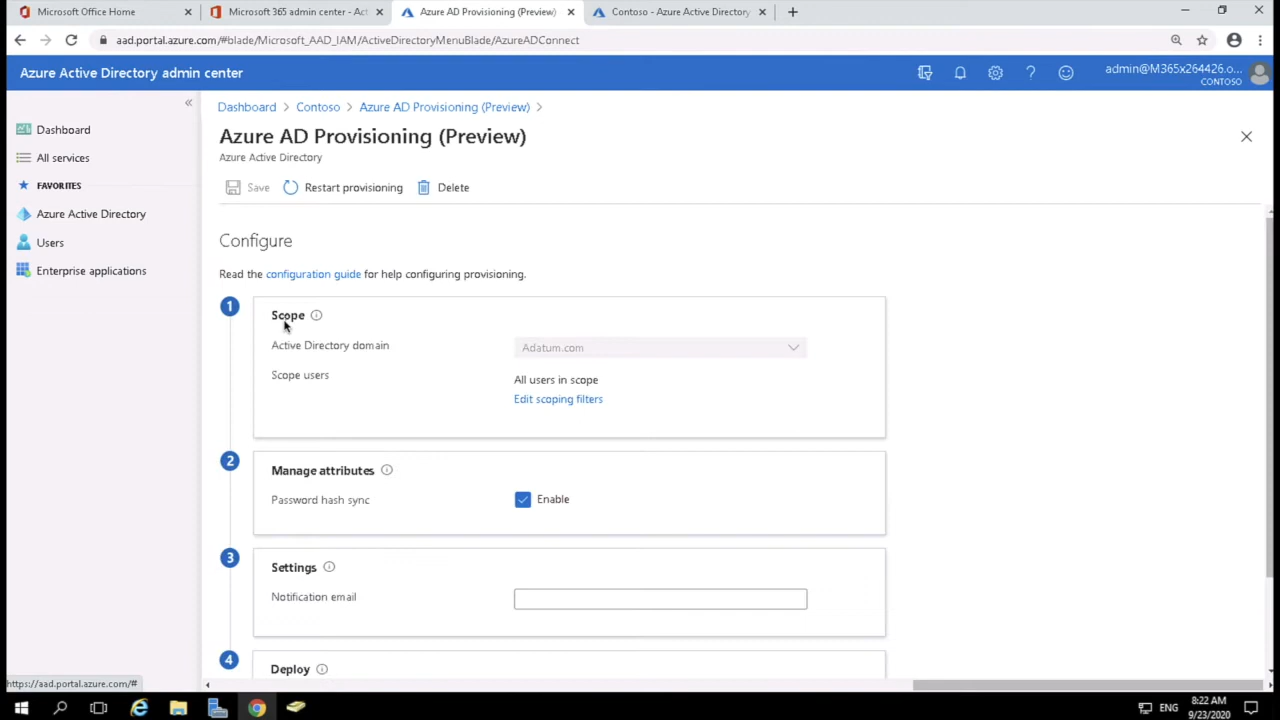 Microsoft Office Home
Microsoft 365 admin center - Act
Azure AD Provisioning (Preview)
Contoso - Azure Active Directory
aad.portal.azure.com/#blade/Microsoft_AAD_IAM/ActiveDirectoryMenuBlade/AzureADConnect
Azure Active Directory admin center
admin@M365x264426.o...
CONTOSO
Dashboard
All services
FAVORITES
Azure Active Directory
Users
Enterprise applications
Dashboard > Contoso > Azure AD Provisioning (Preview) >
Azure AD Provisioning (Preview)
Azure Active Directory
Save Restart provisioning Delete
Configure
Read the configuration guide for help configuring provisioning.
1
Scope
Active Directory domain
Adatum.com
Scope users
All users in scope
Edit scoping filters
2
Manage attributes
Password hash sync
Enable
3
Settings
Notification email
4
Deploy
https://aad.portal.azure.com/#
ENG
8:22 AM
9/23/2020